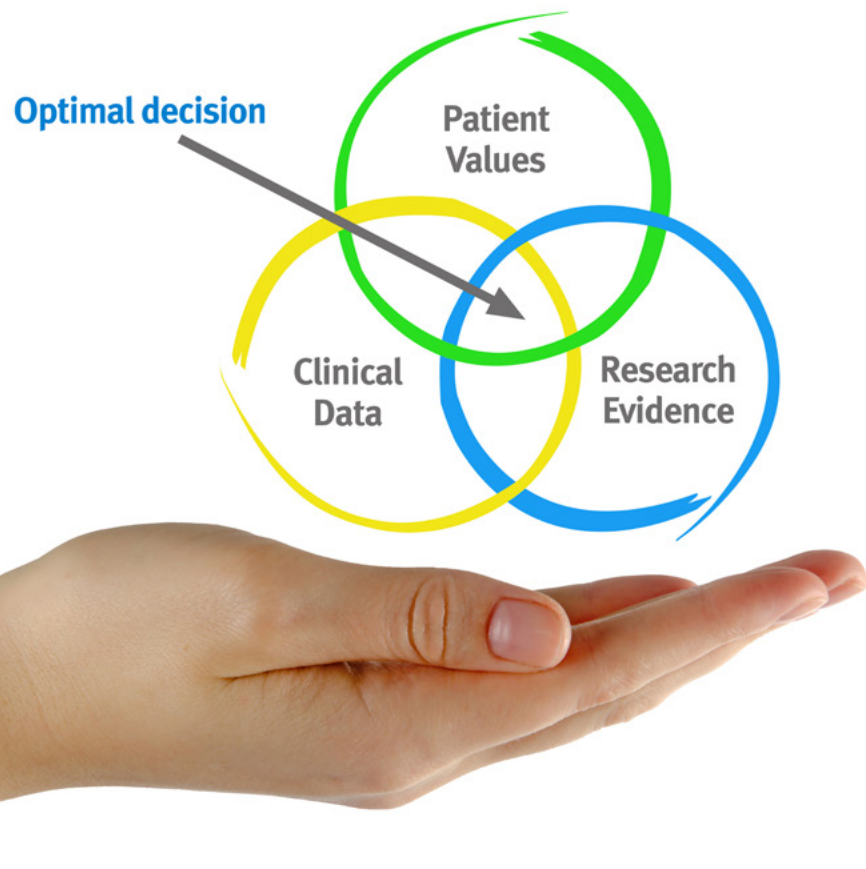 Optimal decision
Patient
Values
Clinical
Data
Research
Evidence